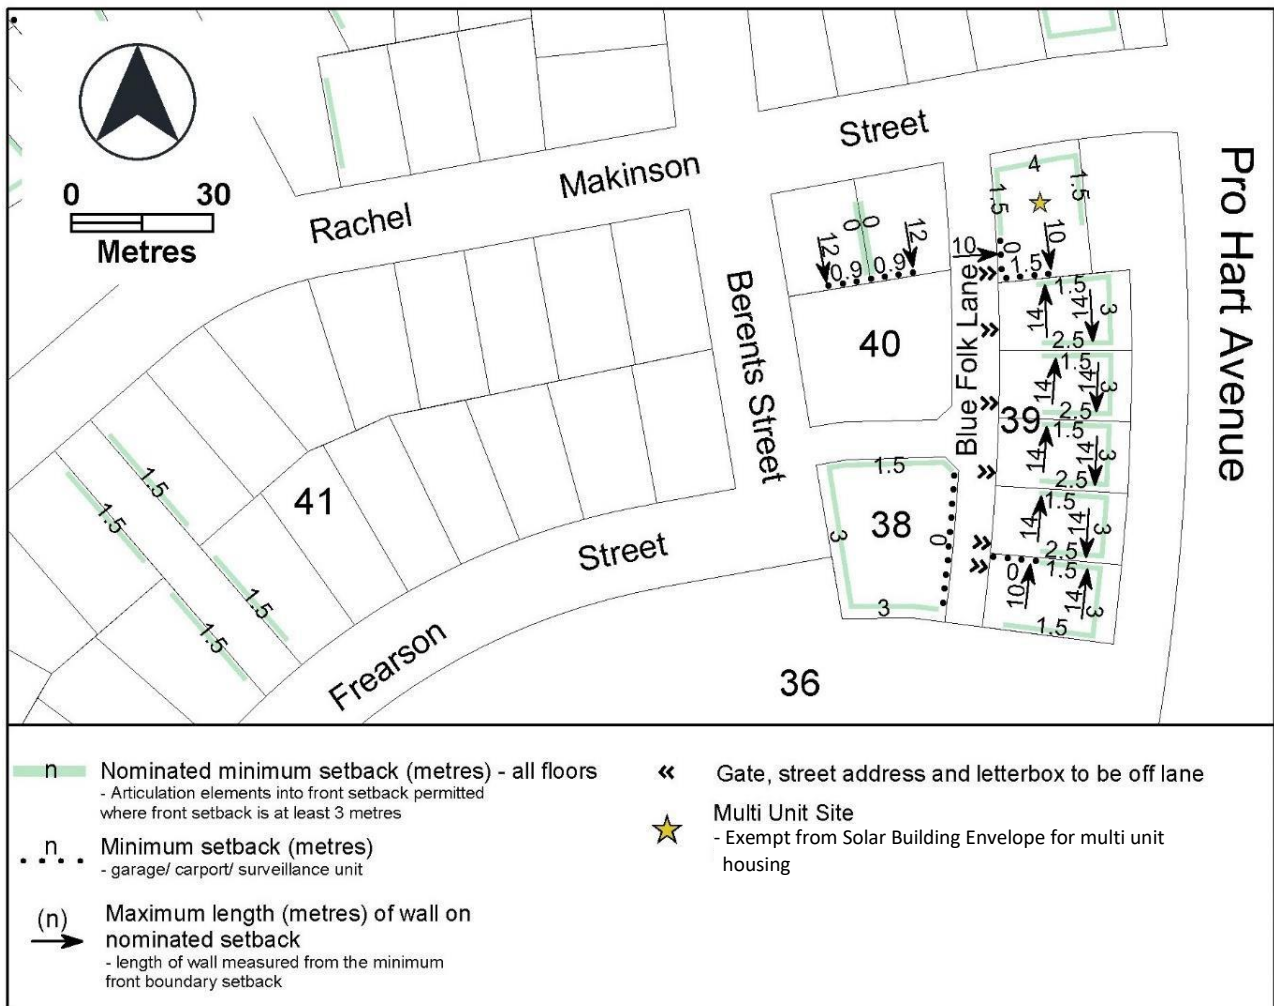 0 30
Metres
Rachel
Makinson
Street
Pro Hart Avenue
Berents Street
Blue Folk Lane
Frearson
Street
36
38
39
40
41
4
1.5
1.5
0
10
10
1.5
0
0
12
12
0.9
0.9
1.5
14
14
3
2.5
1.5
14
14
3
2.5
1.5
14
14
3
2.5
1.5
14
14
3
2.5
0
1.5
10
14
3
1.5
1.5
3
0
3
1.5
1.5
1.5
1.5
n Nominated minimum setback (metres) - all floors
- Articulation elements into front setback permitted
where front setback is at least 3 metres
n Minimum setback (metres)
- garage/ carport/ surveillance unit
(n) Maximum length (metres) of wall on
nominated setback
- length of wall measured from the minimum
front boundary setback
Gate, street address and letterbox to be off lane
Multi Unit Site
- Exempt from Solar Building Envelope for multi unit
housing